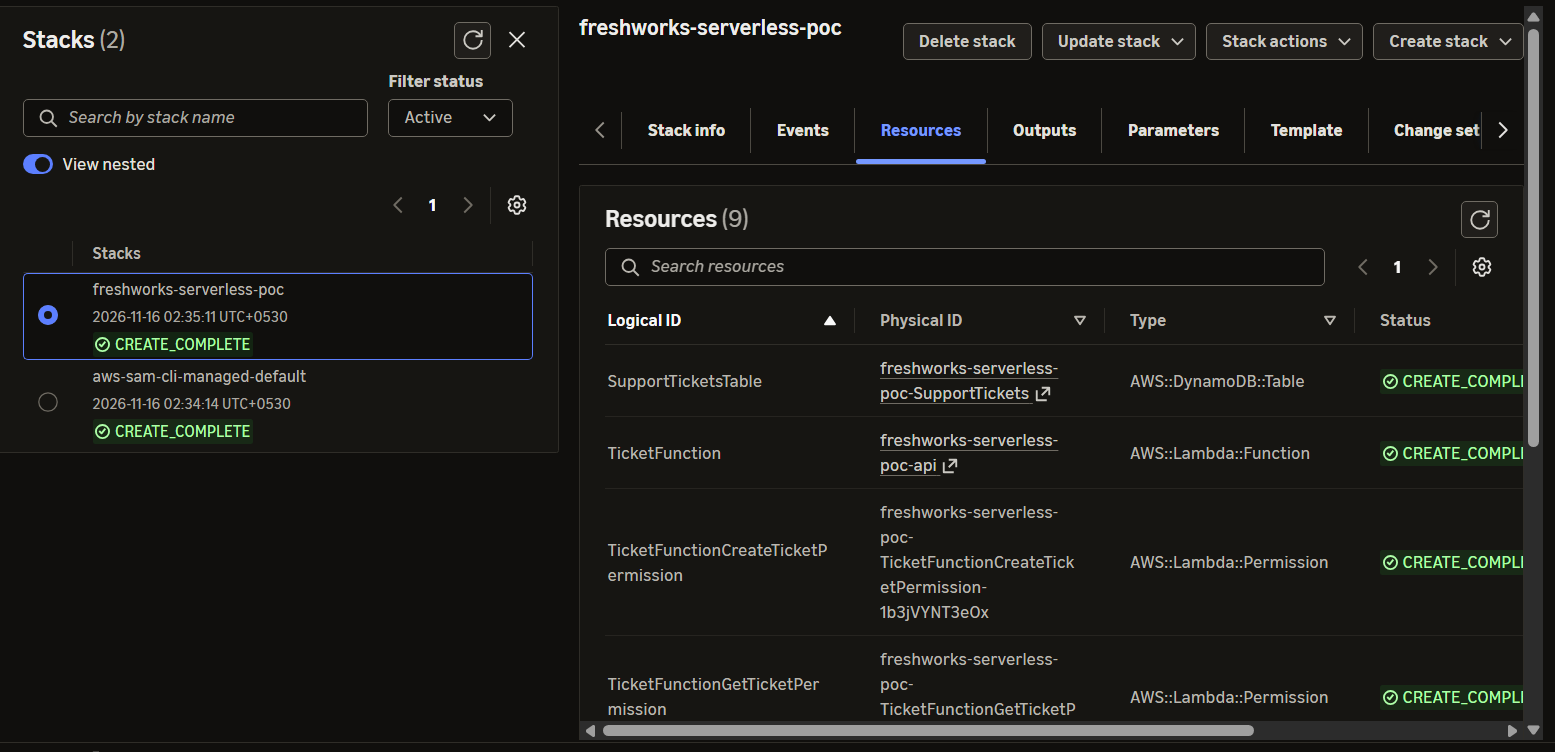 Stacks (2)
Filter status
Search by stack name
Active
View nested
1
Stacks
freshworks-serverless-poc
2026-11-16 02:35:11 UTC+0530
CREATE_COMPLETE
aws-sam-cli-managed-default
2026-11-16 02:34:14 UTC+0530
CREATE_COMPLETE
freshworks-serverless-poc
Delete stack
Update stack
Stack actions
Create stack
Stack info
Events
Resources
Outputs
Parameters
Template
Change set
Resources (9)
Search resources
1
Logical ID
Physical ID
Type
Status
SupportTicketsTable
freshworks-serverless-
poc-SupportTickets
AWS::DynamoDB::Table
CREATE_COMPL
TicketFunction
freshworks-serverless-
poc-api
AWS::Lambda::Function
CREATE_COMPL
TicketFunctionCreateTicketP
ermission
freshworks-serverless-
poc-
TicketFunctionCreateTick
etPermission-
1b3jVYNT3eOx
AWS::Lambda::Permission
CREATE_COMPL
TicketFunctionGetTicketPer
mission
freshworks-serverless-
poc-
TicketFunctionGetTicketP
AWS::Lambda::Permission
CREATE_COMPL